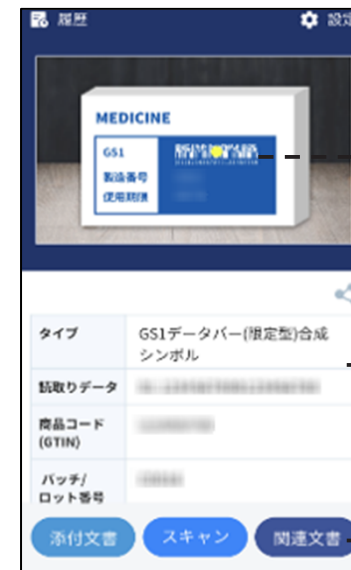 履歴
設定
MEDICINE
GS1
製造番号
使用期限
タイプ
GS1データバー(限定型)合成
シンボル
読取りデータ
商品コード
(GTIN)
バッチ/
ロット番号
添付文書
スキャン
関連文書